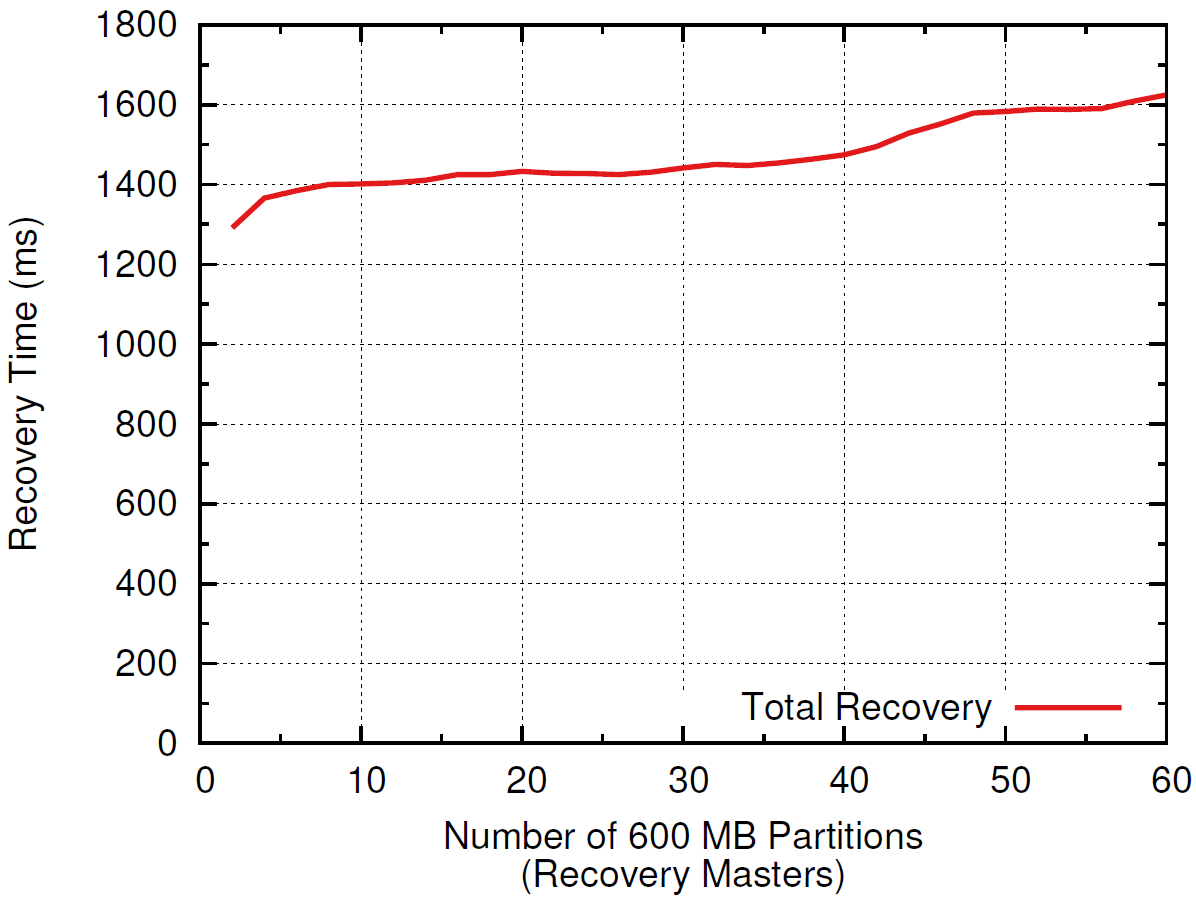 1800
1600
1400
1200
1000
800
600
400
200
0
Recovery Time (ms)
Total Recovery
0 10 20 30 40 50 60
Number of 600 MB Partitions
(Recovery Masters)